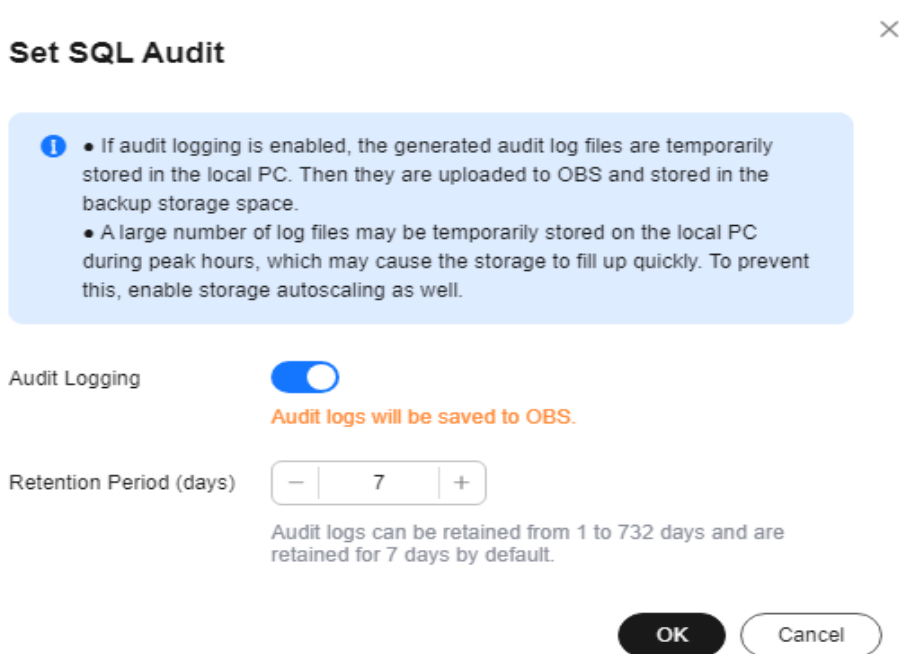 Set SQL Audit
● If audit logging is enabled, the generated audit log files are temporarily
stored in the local PC. Then they are uploaded to OBS and stored in the
backup storage space.
● A large number of log files may be temporarily stored on the local PC
during peak hours, which may cause the storage to fill up quickly. To prevent
this, enable storage autoscaling as well.
Audit Logging
Audit logs will be saved to OBS.
Retention Period (days)
7
Audit logs can be retained from 1 to 732 days and are
retained for 7 days by default.
OK
Cancel